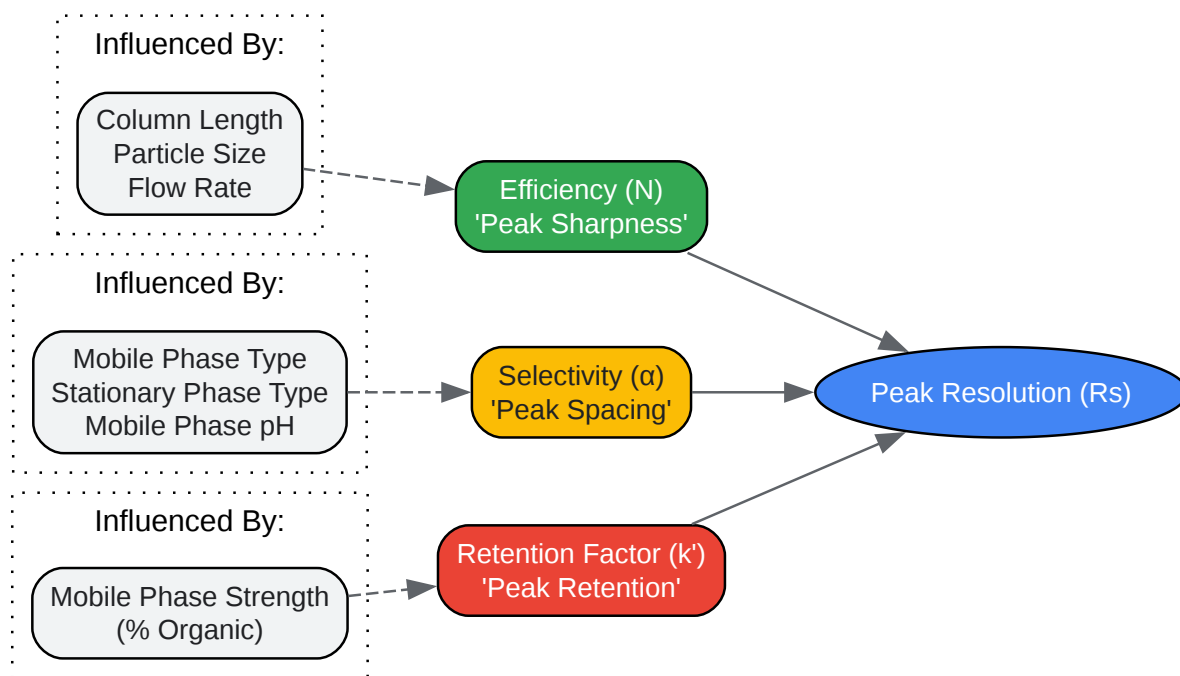 Influenced By:
Column Length
Particle Size
Flow Rate
Efficiency (N)
'Peak Sharpness'
Influenced By:
Mobile Phase Type
Stationary Phase Type
Mobile Phase pH
Selectivity (α)
'Peak Spacing'
Peak Resolution (Rs)
Influenced By:
Mobile Phase Strength
(% Organic)
Retention Factor (k')
'Peak Retention'